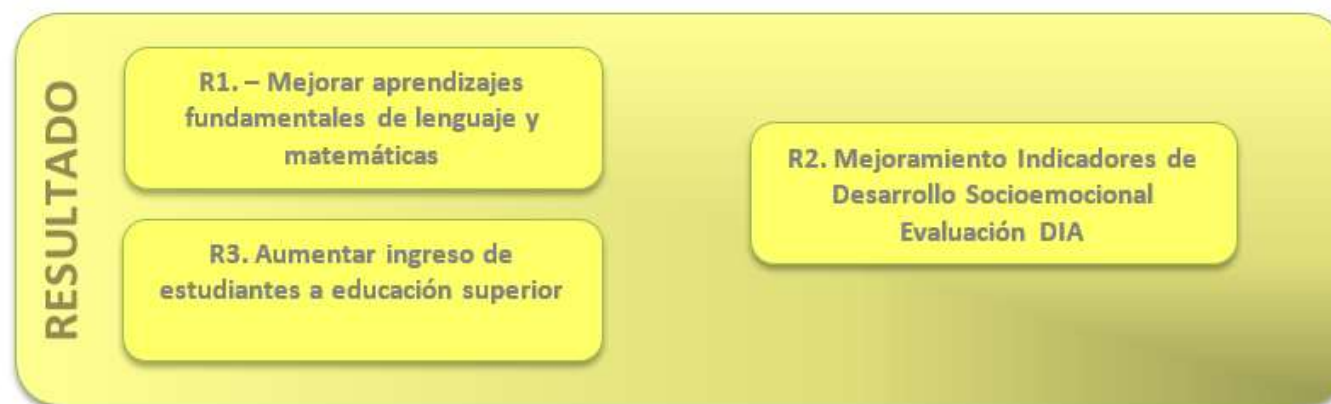 RESULTADO
R1. – Mejorar aprendizajes
fundamentales de lenguaje y
matemáticas
R3. Aumentar ingreso de
estudiantes a educación superior
R2. Mejoramiento Indicadores de
Desarrollo Socioemocional
Evaluación DIA